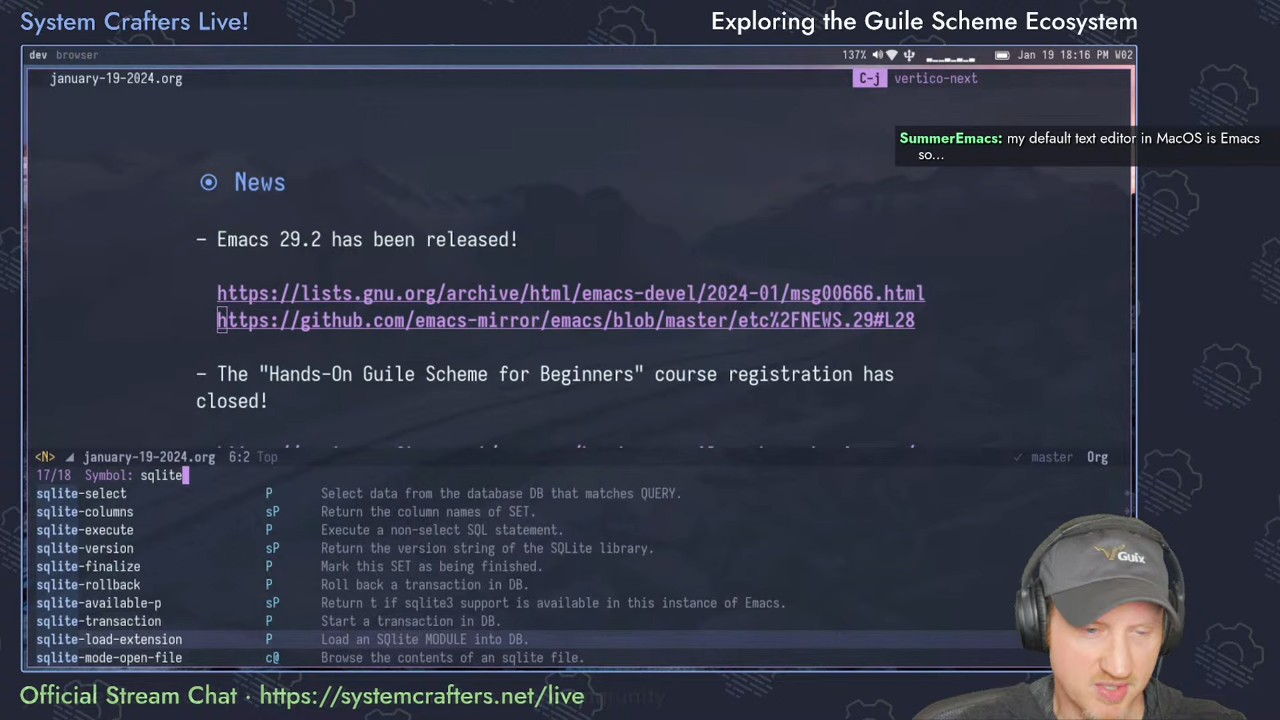 System Crafters Live!
Exploring the Guile Scheme Ecosystem
dev browser
137%
Jan 19 18:16 PM W02
january-19-2024.org
C-j vertico-next
SummerEmacs: my default text editor in MacOS is Emacs
so...
News
- Emacs 29.2 has been released!
https://lists.gnu.org/archive/html/emacs-devel/2024-01/msg00666.html
https://github.com/emacs-mirror/emacs/blob/master/etc%2FNEWS.29#L28
- The "Hands-On Guile Scheme for Beginners" course registration has
closed!
<N> january-19-2024.org 6:2 Top
✓ master Org
17/18 Symbol: sqlite
sqlite-select P Select data from the database DB that matches QUERY.
sqlite-columns sP Return the column names of SET.
sqlite-execute P Execute a non-select SQL statement.
sqlite-version sP Return the version string of the SQLite library.
sqlite-finalize P Mark this SET as being finished.
sqlite-rollback P Roll back a transaction in DB.
sqlite-available-p sP Return t if sqlite3 support is available in this instance of Emacs.
sqlite-transaction P Start a transaction in DB.
sqlite-load-extension P Load an SQlite MODULE into DB.
sqlite-mode-open-file c@ Browse the contents of an sqlite file.
Guix
Official Stream Chat · https://systemcrafters.net/live